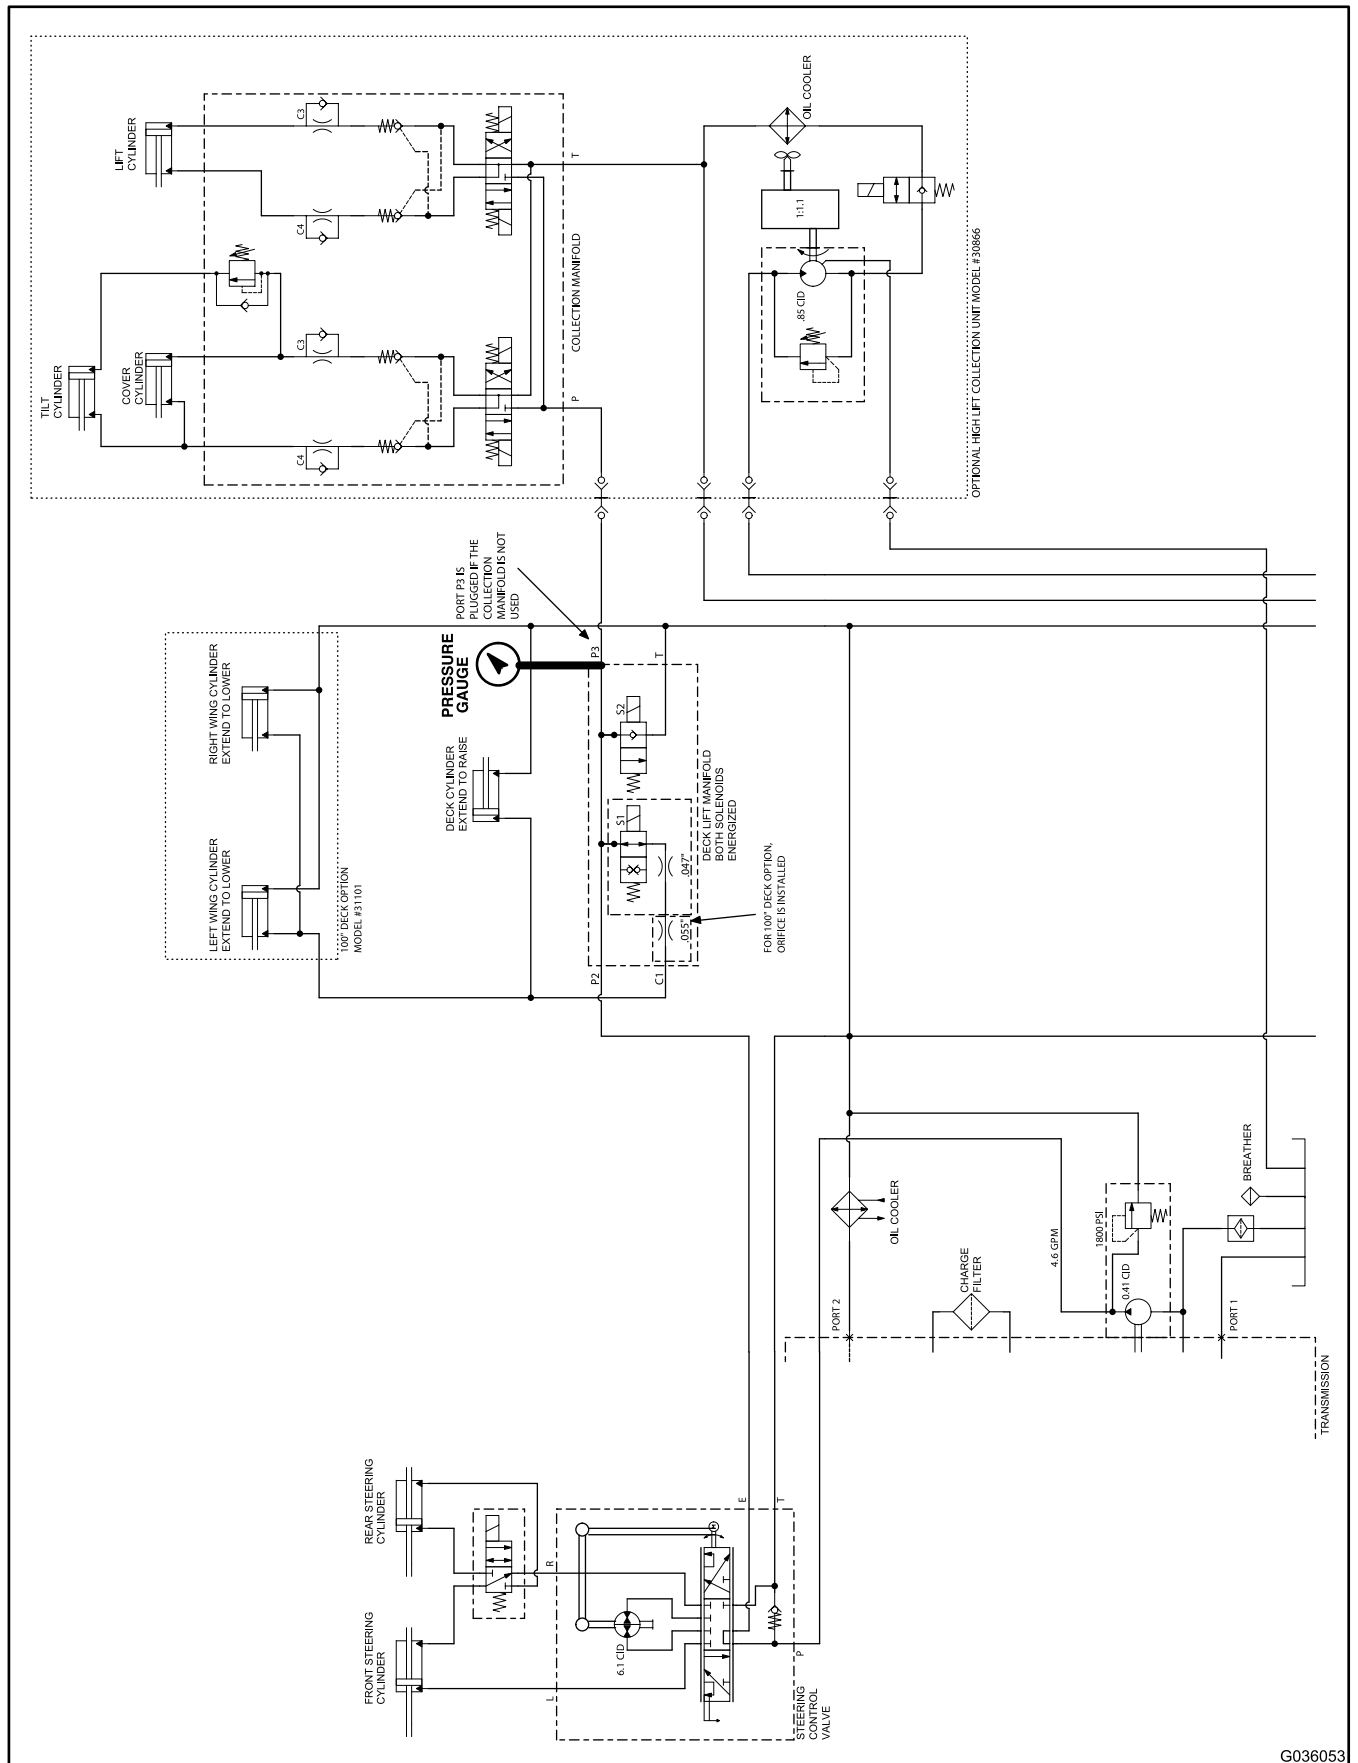 LIFT
CYLINDER
C3
C4
TILT
CYLINDER
COVER
CYLINDER
C3
C4
COLLECTION MANIFOLD
T
P
OIL COOLER
1:1.1
.85 CID
OPTIONAL HIGH LIFT COLLECTION UNIT MODEL #30866
PORT P3 IS
PLUGGED IF THE
COLLECTION
MANIFOLD IS NOT
USED
RIGHT WING CYLINDER
EXTEND TO LOWER
LEFT WING CYLINDER
EXTEND TO LOWER
100" DECK OPTION
MODEL #31101
PRESSURE
GAUGE
DECK CYLINDER
EXTEND TO RAISE
P3
T
S2
S1
.047"
.055"
P2
C1
DECK LIFT MANIFOLD
BOTH SOLENOIDS
ENERGIZED
FOR 100" DECK OPTION,
ORIFICE IS INSTALLED
OIL COOLER
PORT 2
CHARGE
FILTER
4.6 GPM
1800 PSI
0.41 CID
BREATHER
PORT 1
TRANSMISSION
REAR STEERING
CYLINDER
FRONT STEERING
CYLINDER
R
L
E
T
P
M
6.1 CID
STEERING
CONTROL
VALVE
G036053